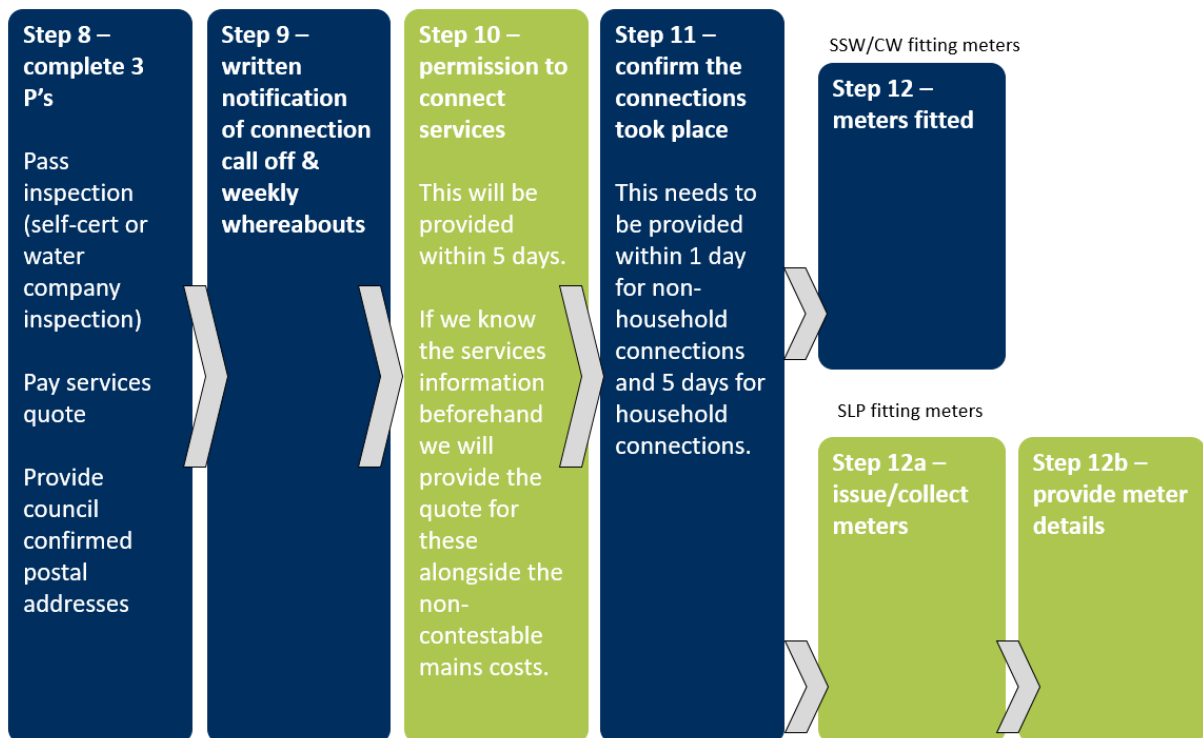 Step 8 –
complete 3
P's
Pass
inspection
(self-cert or
water
company
inspection)
Pay services
quote
Provide
council
confirmed
postal
addresses
Step 9 –
written
notification
of connection
call off &
weekly
whereabouts
Step 10 –
permission to
connect
services
This will be
provided
within 5 days.
If we know
the services
information
beforehand
we will
provide the
quote for
these
alongside the
non-
contestable
mains costs.
Step 11 –
confirm the
connections
took place
This needs to
be provided
within 1 day
for non-
household
connections
and 5 days for
household
connections.
SSW/CW fitting meters
Step 12 –
meters fitted
SLP fitting meters
Step 12a –
issue/collect
meters
Step 12b –
provide meter
details